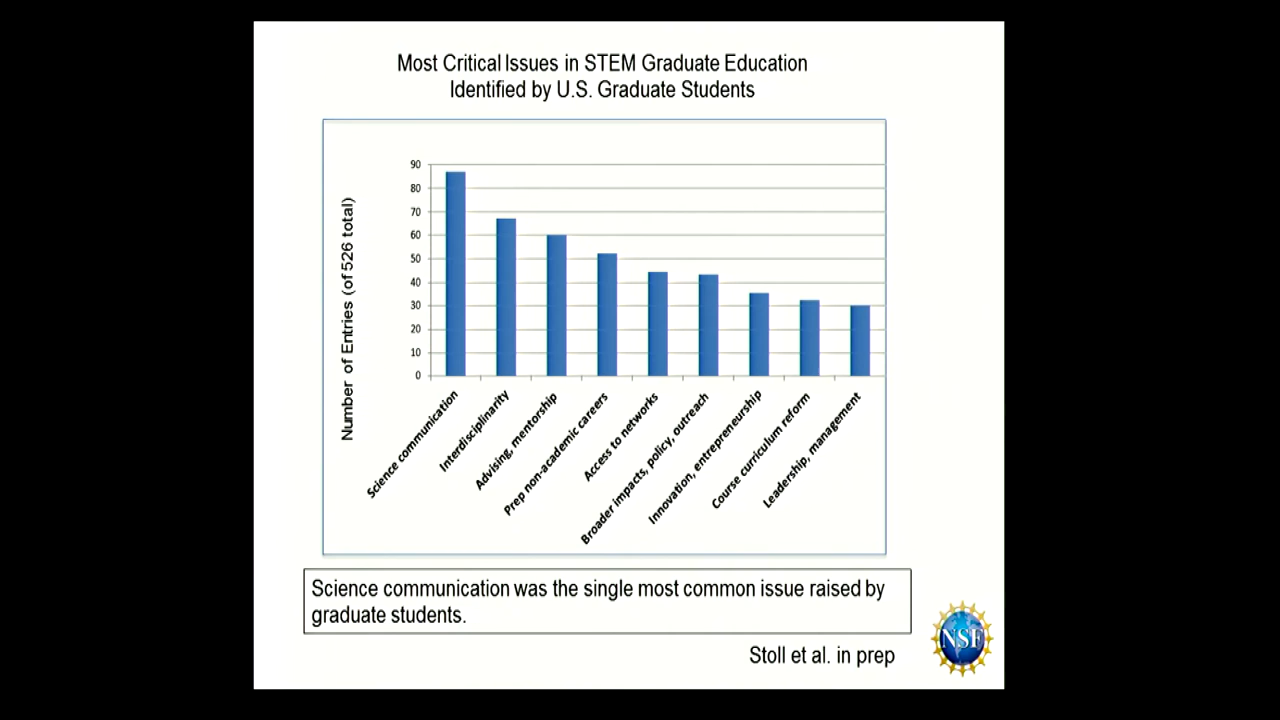 Most Critical Issues in STEM Graduate Education
Identified by U.S. Graduate Students
Number of Entries (of 526 total)
90
80
70
60
50
40
30
20
10
0
Science communication
Interdisciplinarity
Advising, mentorship
Prep non-academic careers
Access to networks
Broader impacts, policy, outreach
Innovation, entrepreneurship
Course curriculum reform
Leadership, management
Science communication was the single most common issue raised by
graduate students.
NSF
Stoll et al. in prep